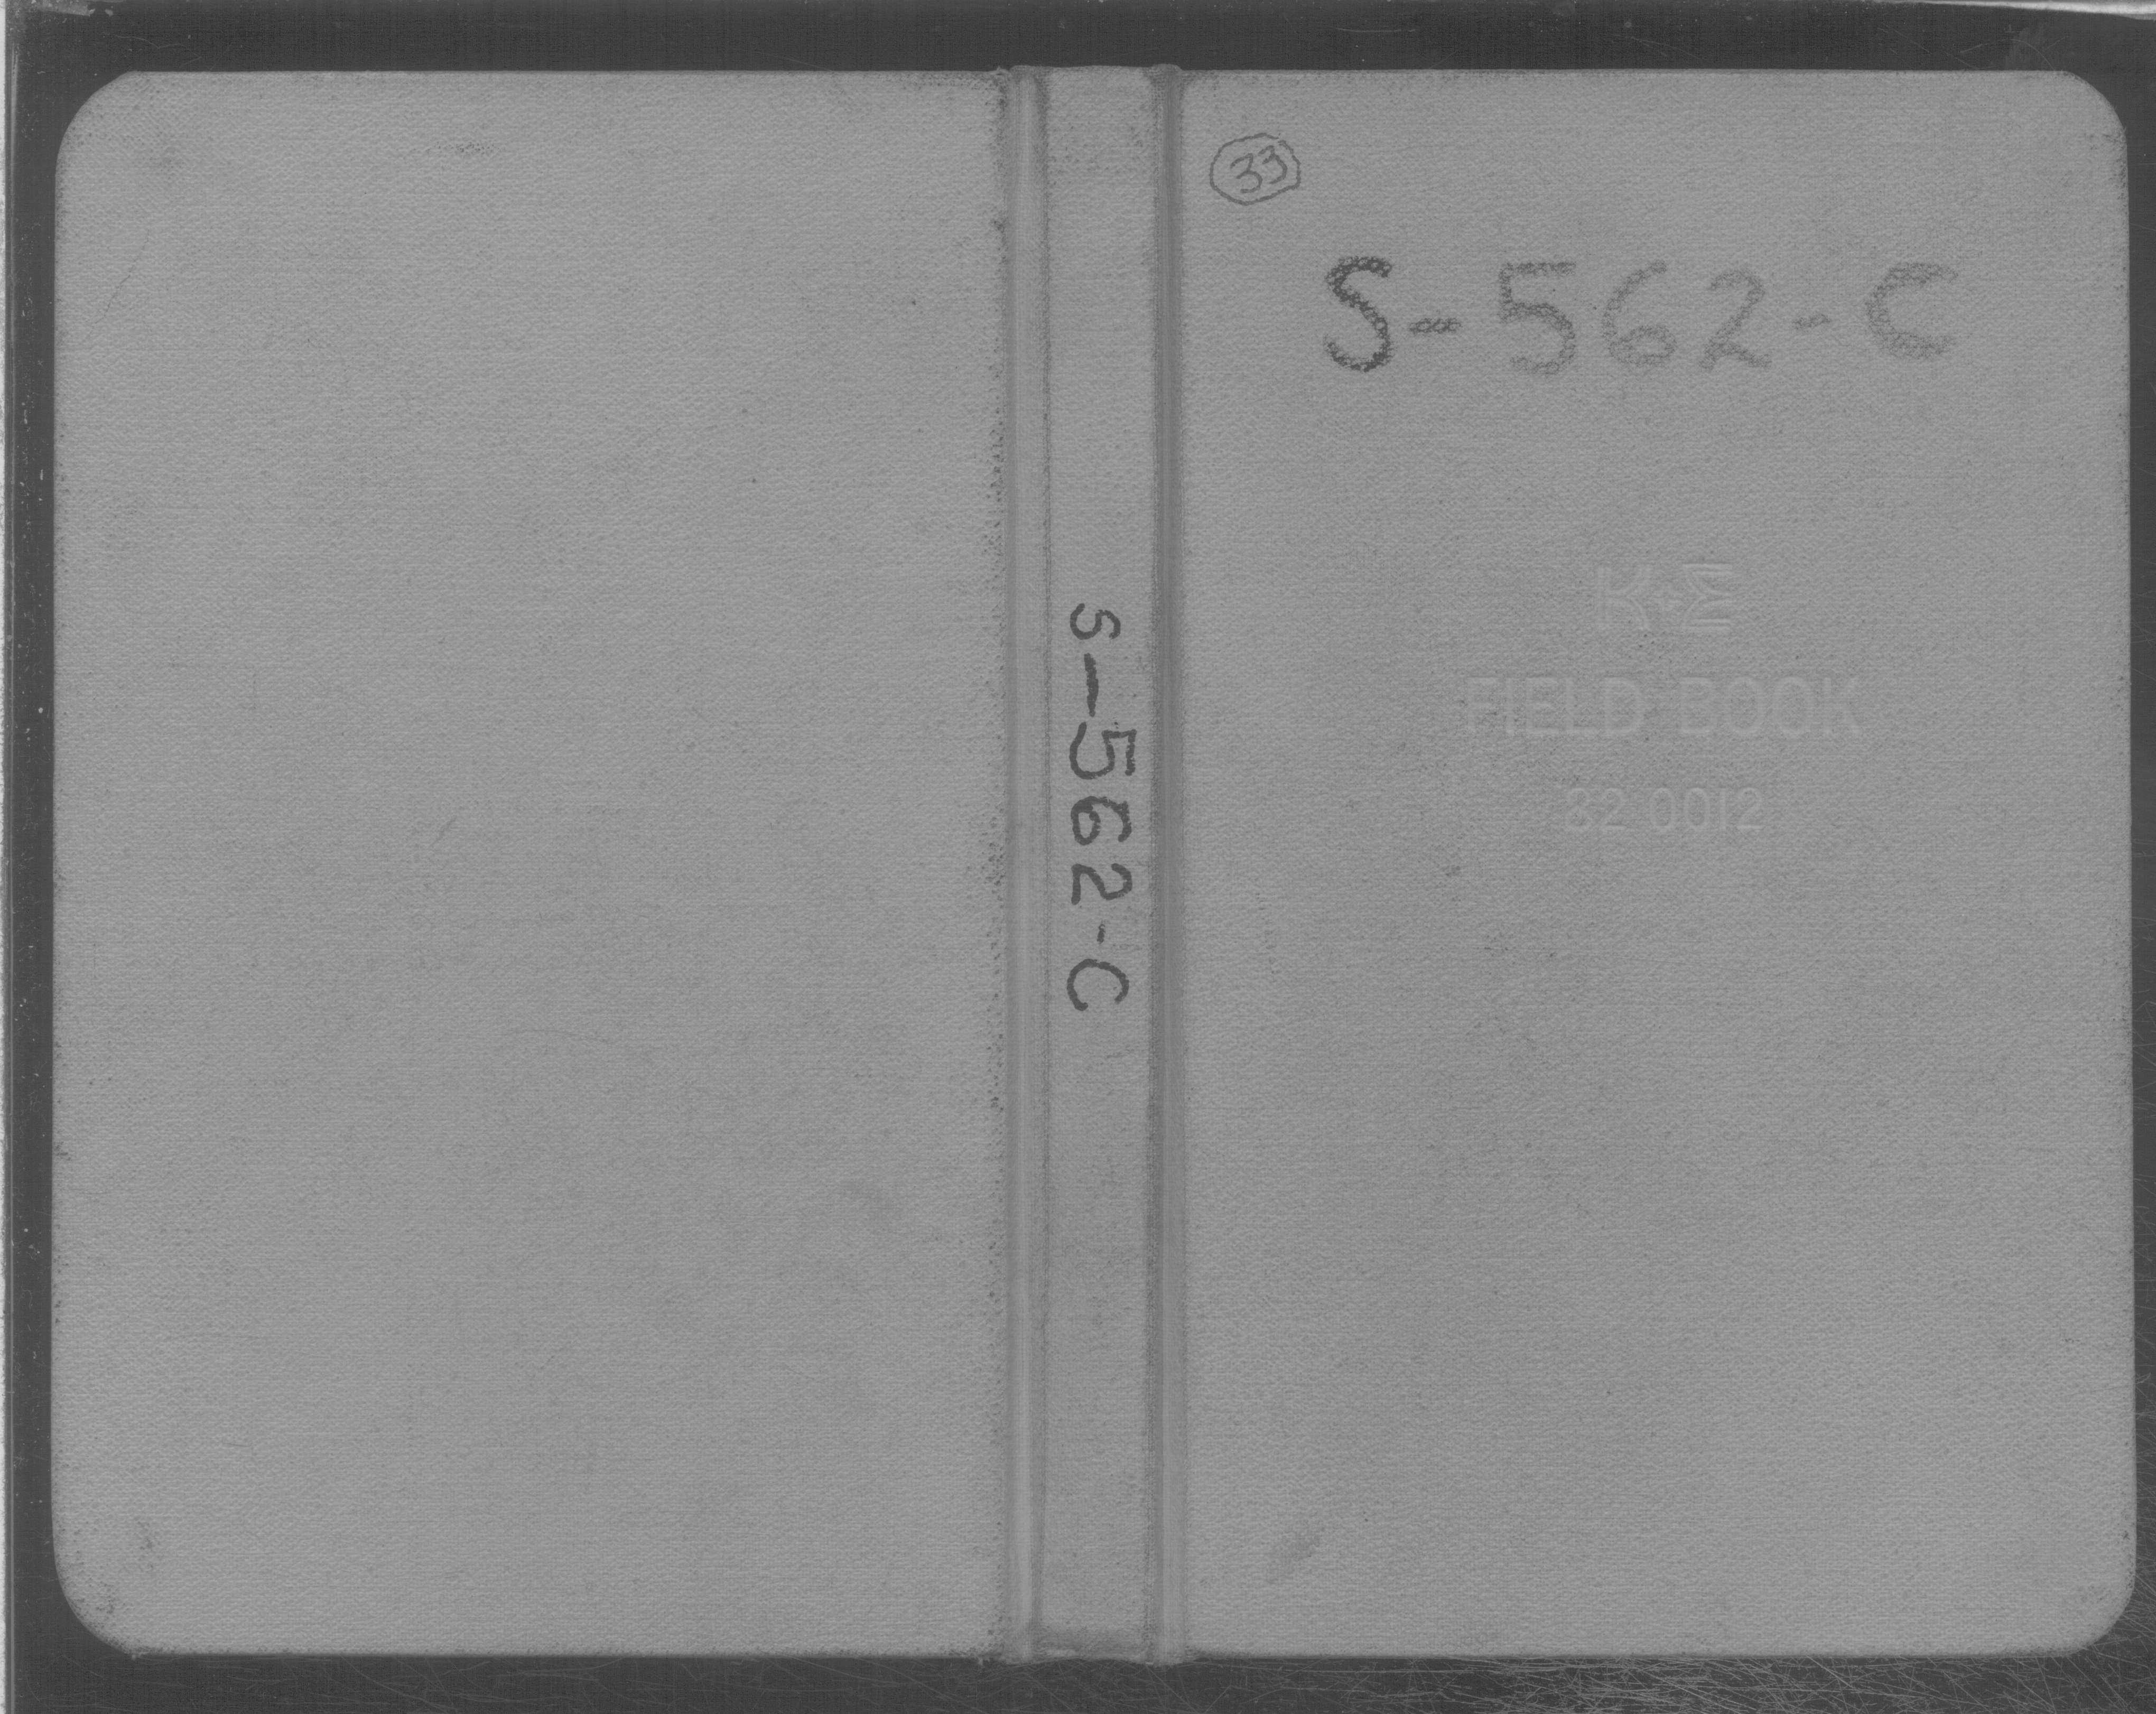 33
S-562-C
K+E
FIELD BOOK
82 0012
S-562-C